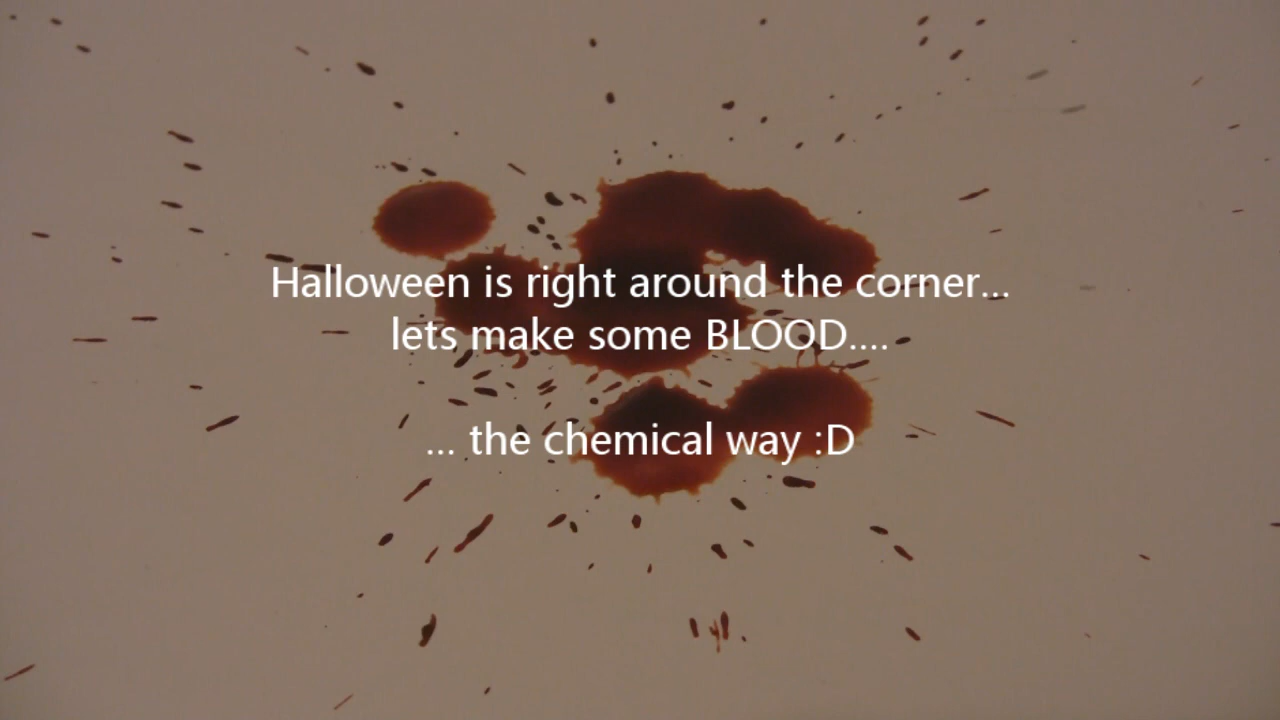 Halloween is right around the corner...
lets make some BLOOD....
... the chemical way :D